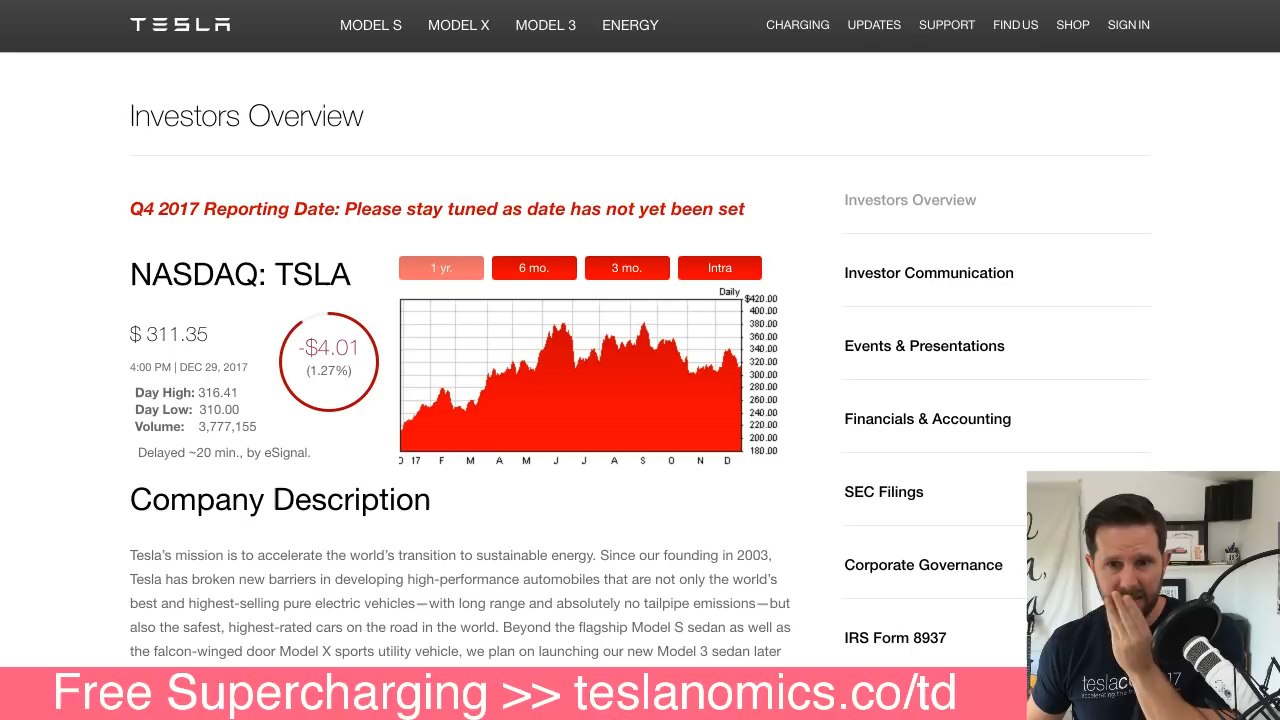 TESLA
MODEL S MODEL X MODEL 3 ENERGY
CHARGING UPDATES SUPPORT FIND US SHOP SIGN IN
Investors Overview
Q4 2017 Reporting Date: Please stay tuned as date has not yet been set
NASDAQ: TSLA
$ 311.35
4:00 PM | DEC 29, 2017
-$4.01
(1.27%)
Day High: 316.41
Day Low: 310.00
Volume: 3,777,155
Delayed ~20 min., by eSignal.
1 yr. 6 mo. 3 mo. Intra
Daily
$420.00
400.00
380.00
360.00
340.00
320.00
300.00
280.00
260.00
240.00
220.00
200.00
180.00
17 F M A M J J A S O N D
Company Description
Tesla’s mission is to accelerate the world’s transition to sustainable energy. Since our founding in 2003,
Tesla has broken new barriers in developing high-performance automobiles that are not only the world’s
best and highest-selling pure electric vehicles—with long range and absolutely no tailpipe emissions—but
also the safest, highest-rated cars on the road in the world. Beyond the flagship Model S sedan as well as
the falcon-winged door Model X sports utility vehicle, we plan on launching our new Model 3 sedan later
Investors Overview
Investor Communication
Events & Presentations
Financials & Accounting
SEC Filings
Corporate Governance
IRS Form 8937
Free Supercharging >> teslanomics.co/td